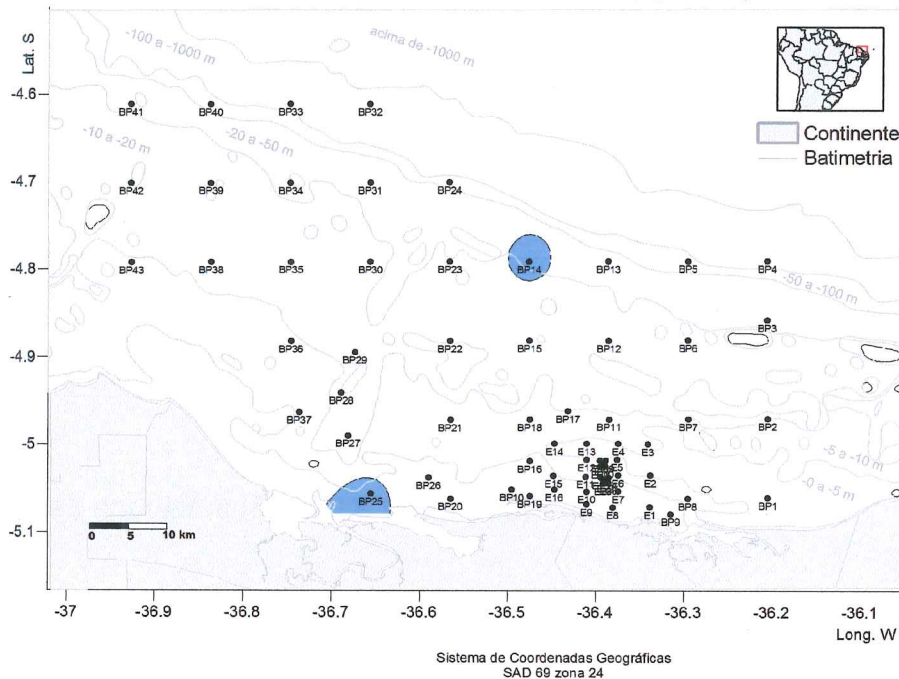 Lat. S
-100 a -1000 m
acima de -1000 m
-4.6
BP41 BP40 BP33 BP32
-10 a -20 m
-20 a -50 m
Continente
Batimetria
-4.7
BP42 BP39 BP34 BP31 BP24
-4.8
BP43 BP38 BP35 BP30 BP23 BP14 BP13 BP5 BP4
-50 a -100 m
BP3
-4.9
BP36 BP29 BP22 BP15 BP12 BP6
BP28
BP37 BP21 BP18 BP17 BP11 BP7 BP2
-5
BP27 E14 E13 E4 E3
-5 a -10 m
BP16 E12 E5
BP26 E15 E11 E6 E2
-0 a -5 m
BP25 BP20 BP10 BP19 E16 E10 E7 BP8 BP1
E9 E8 E1 BP9
-5.1
0 5 10 km
-37 -36.9 -36.8 -36.7 -36.6 -36.5 -36.4 -36.3 -36.2 -36.1
Long. W
Sistema de Coordenadas Geográficas
SAD 69 zona 24